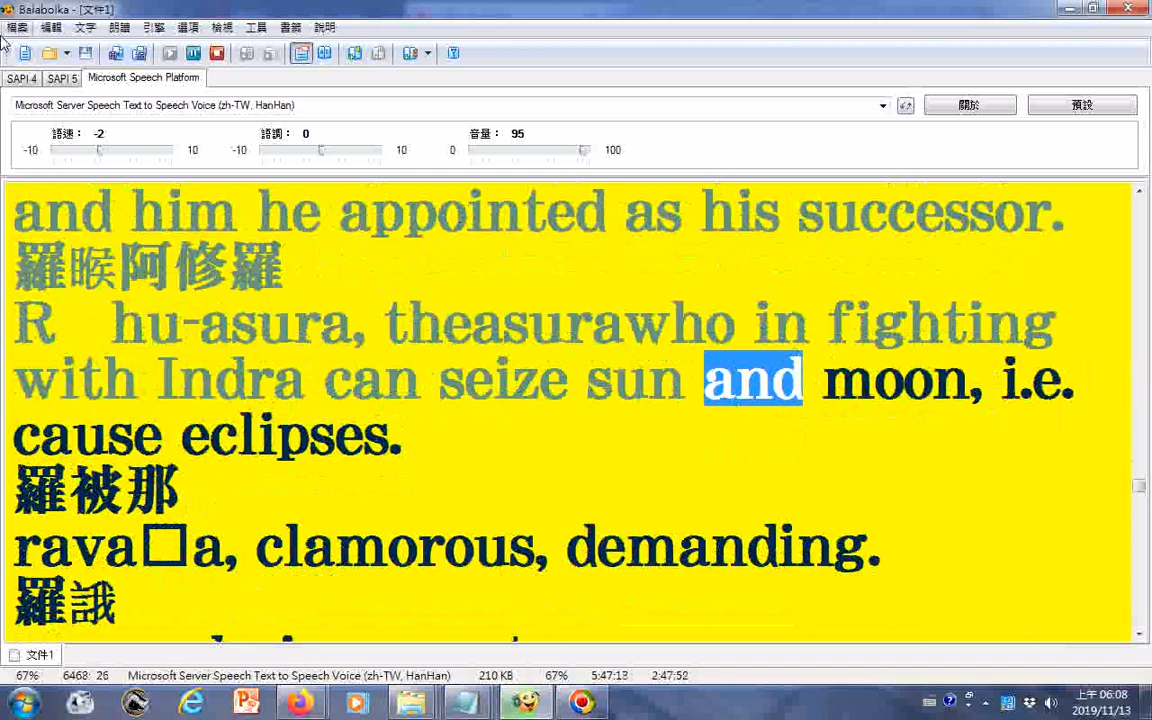 Balabolka - [文件1]
檔案 編輯 文字 朗讀 引擎 選項 檢視 工具 書籤 說明
SAPI 4 SAPI 5 Microsoft Speech Platform
Microsoft Server Speech Text to Speech Voice (zh-TW, HanHan) 關於 預設
語速： -2 語調： 0 音量： 95
-10 10 -10 10 0 100
and him he appointed as his successor.
羅睺阿修羅
R hu-asura, theasurawho in fighting
with Indra can seize sun and moon, i.e.
cause eclipses.
羅被那
rava□a, clamorous, demanding.
羅誐
文件1
67% 6468: 26 Microsoft Server Speech Text to Speech Voice (zh-TW, HanHan) 210 KB 67% 5:47:13 2:47:52
上午 06:08
2019/11/13